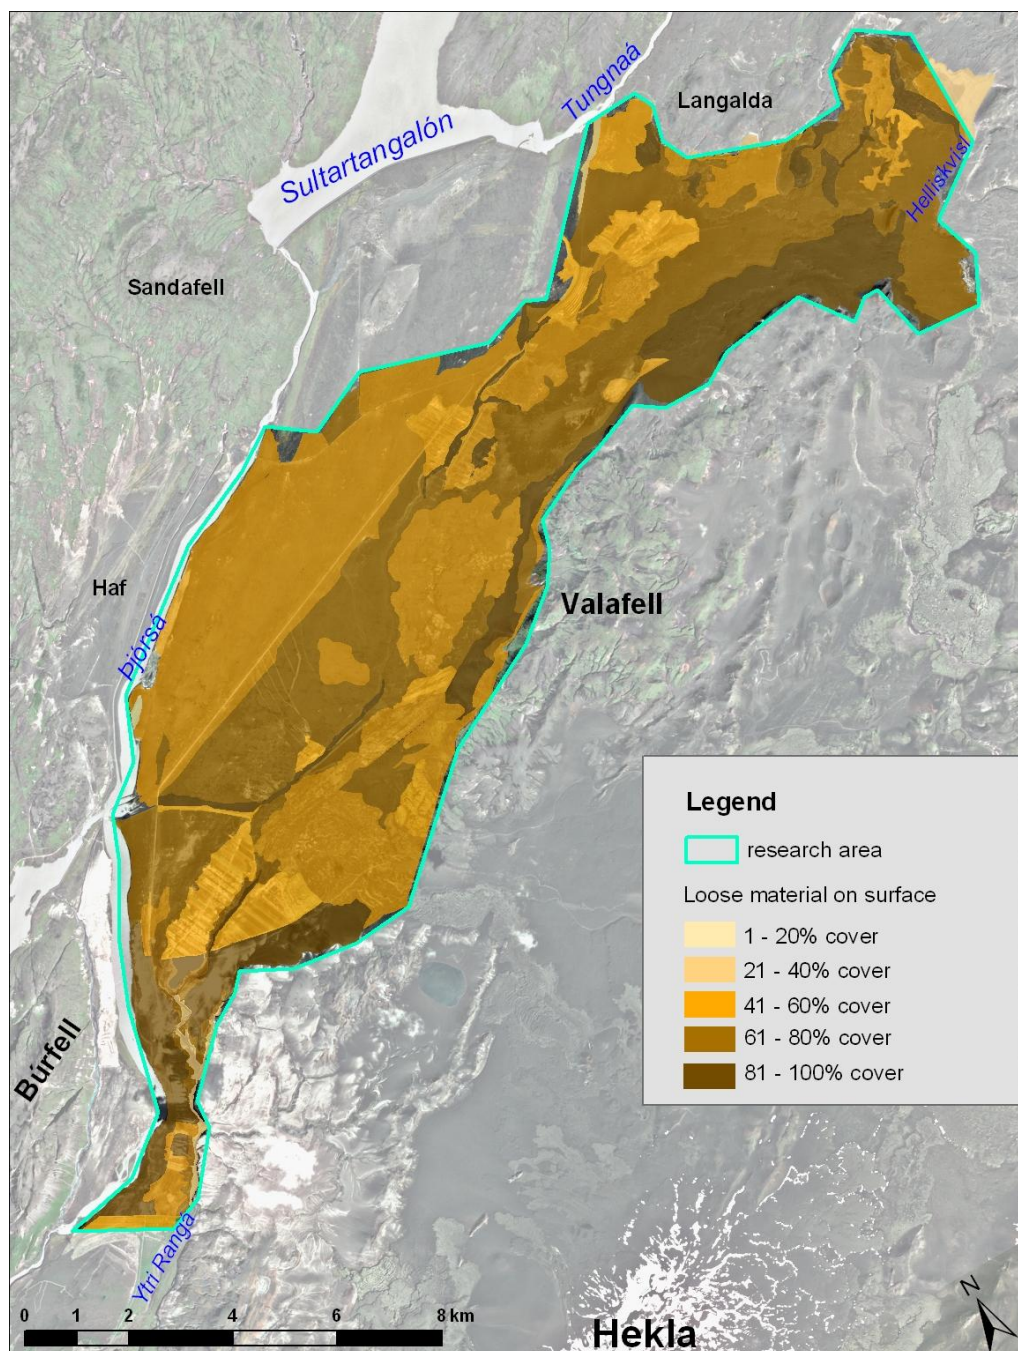 Tungnaá
Langalda
Sultartangalón
Helliskvísl
Sandafell
Haf
Þjórsá
Valafell
Legend
research area
Loose material on surface
1 - 20% cover
21 - 40% cover
41 - 60% cover
61 - 80% cover
81 - 100% cover
Búrfell
Ytri Rangá
N
0 1 2 4 6 8 km
Hekla